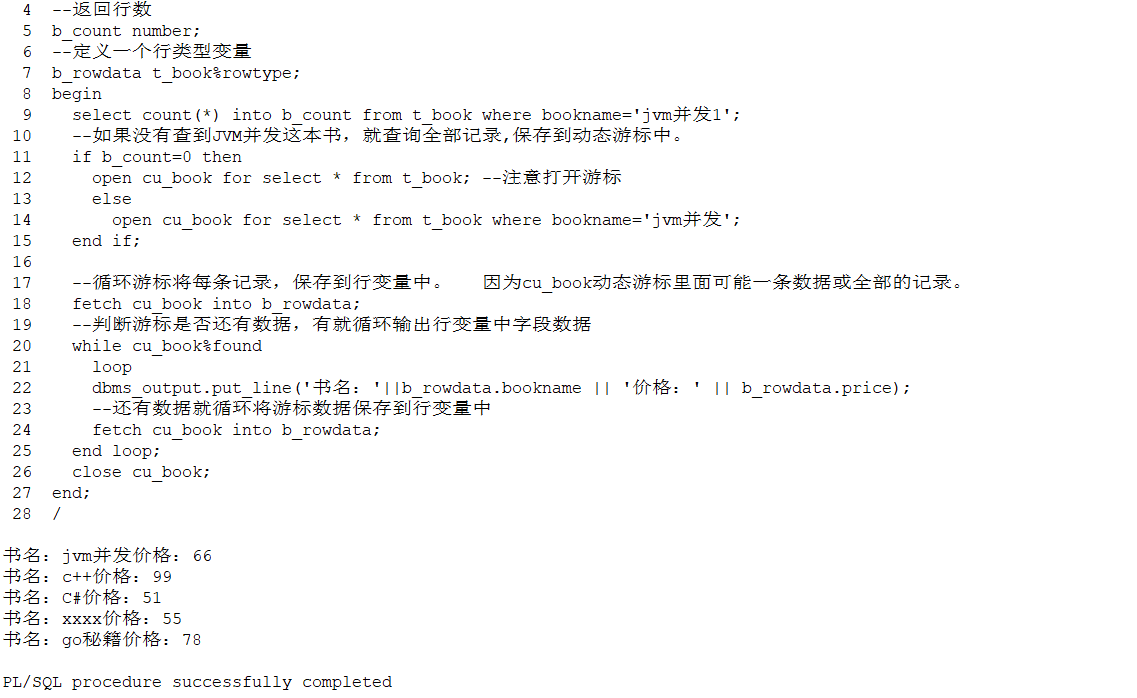 4  --返回行数
5  b_count number;
6  --定义一个行类型变量
7  b_rowdata t_book%rowtype;
8  begin
9    select count(*) into b_count from t_book where bookname='jvm并发1';
10    --如果没有查到JVM并发这本书，就查询全部记录,保存到动态游标中。
11    if b_count=0 then
12      open cu_book for select * from t_book; --注意打开游标
13      else
14        open cu_book for select * from t_book where bookname='jvm并发';
15    end if;
16
17    --循环游标将每条记录，保存到行变量中。   因为cu_book动态游标里面可能一条数据或全部的记录。
18    fetch cu_book into b_rowdata;
19    --判断游标是否还有数据，有就循环输出行变量中字段数据
20    while cu_book%found
21      loop
22      dbms_output.put_line('书名：'||b_rowdata.bookname || '价格：' || b_rowdata.price);
23      --还有数据就循环将游标数据保存到行变量中
24      fetch cu_book into b_rowdata;
25    end loop;
26    close cu_book;
27  end;
28  /
书名：jvm并发价格：66
书名：c++价格：99
书名：C#价格：51
书名：xxxx价格：55
书名：go秘籍价格：78
PL/SQL procedure successfully completed